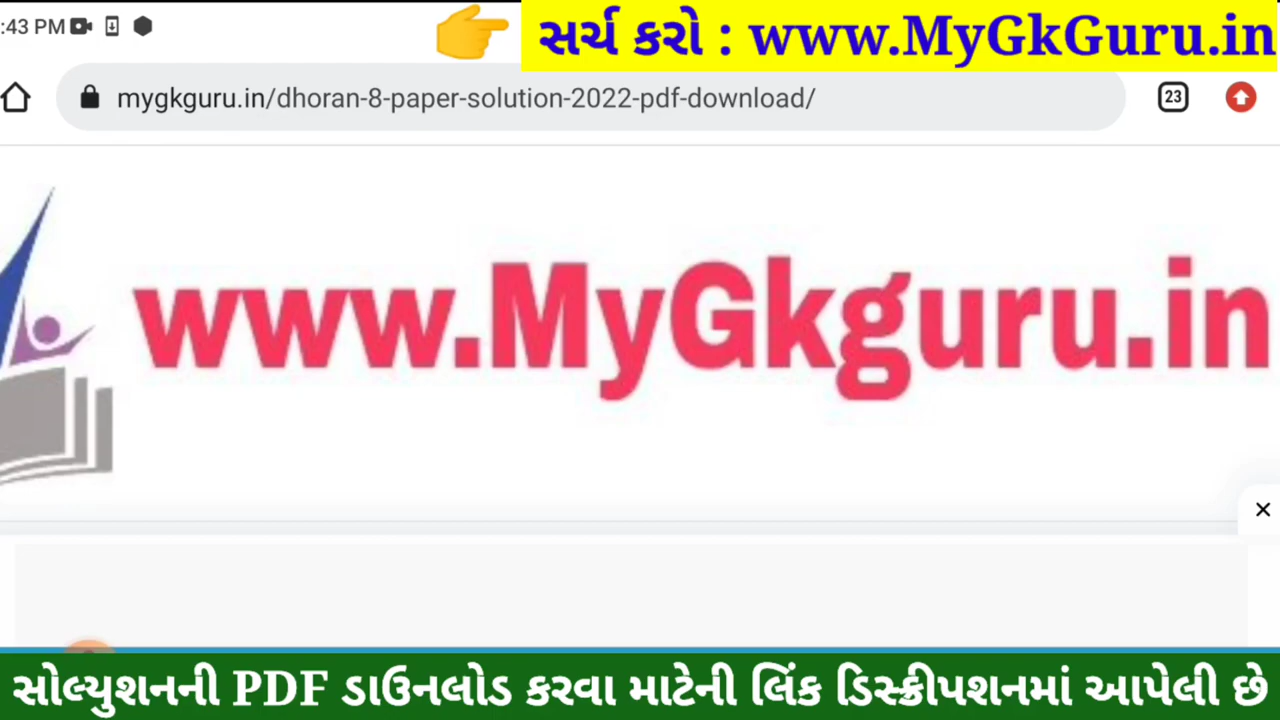 :43 PM
સર્ચ કરો : www.MyGkGuru.in
mygkguru.in/dhoran-8-paper-solution-2022-pdf-download/
23
www.MyGkguru.in
સોલ્યુશનની PDF ડાઉનલોડ કરવા માટેની લિંક ડિસ્ક્રીપશનમાં આપેલી છે